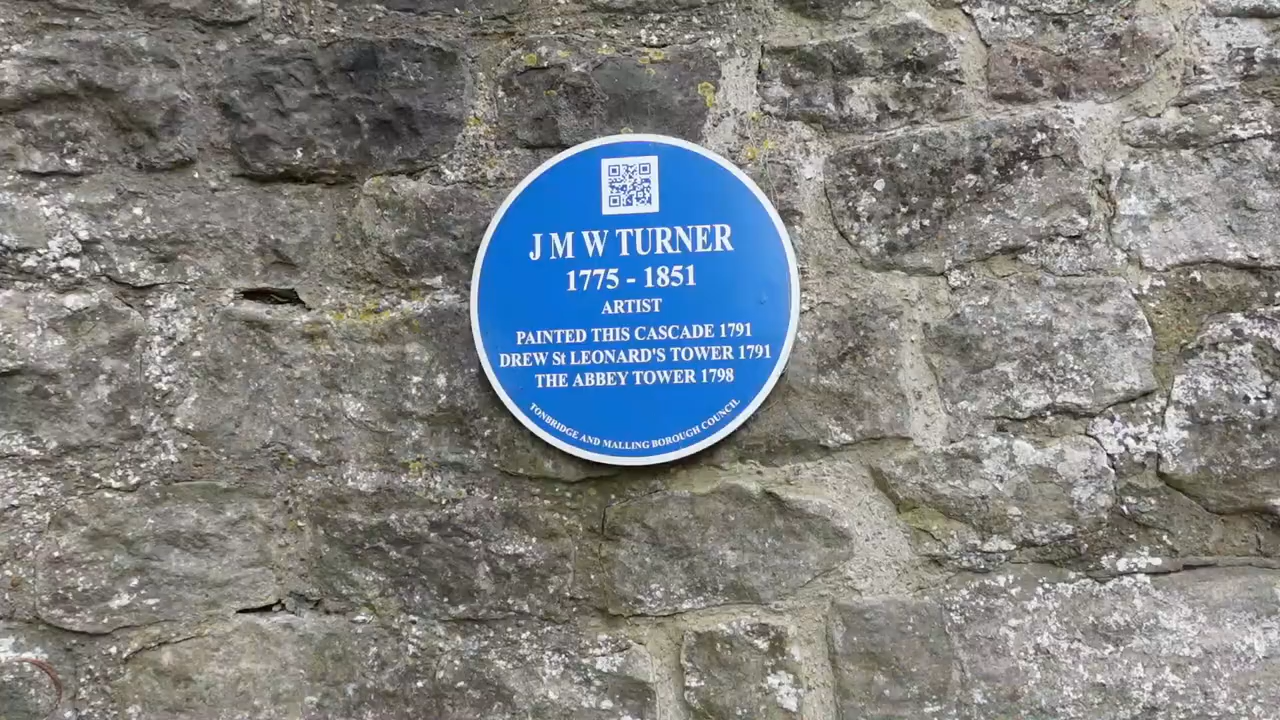 J M W TURNER
1775 - 1851
ARTIST
PAINTED THIS CASCADE 1791
DREW St LEONARD'S TOWER 1791
THE ABBEY TOWER 1798
TONBRIDGE AND MALLING BOROUGH COUNCIL